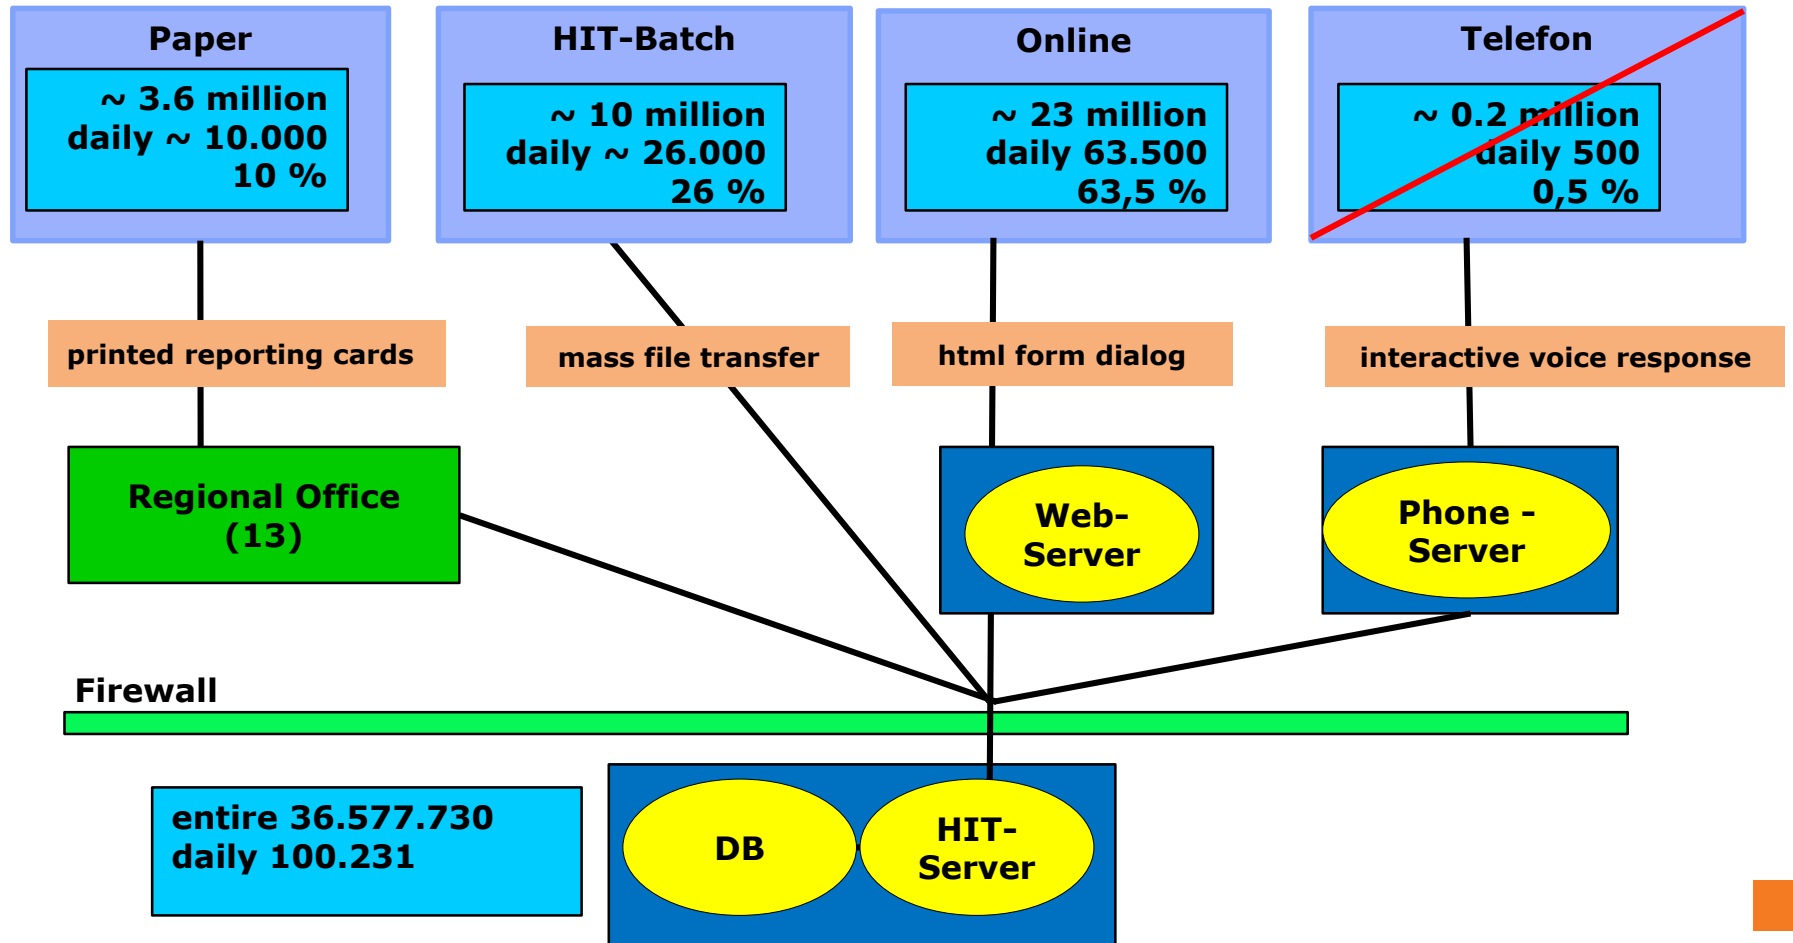 Paper
~ 3.6 million
daily ~ 10.000
10 %
HIT-Batch
~ 10 million
daily ~ 26.000
26 %
Online
~ 23 million
daily 63.500
63,5 %
Telefon
~ 0.2 million
daily 500
0,5 %
printed reporting cards
mass file transfer
html form dialog
interactive voice response
Regional Office
(13)
Web-
Server
Phone -
Server
Firewall
entire 36.577.730
daily 100.231
DB
HIT-
Server